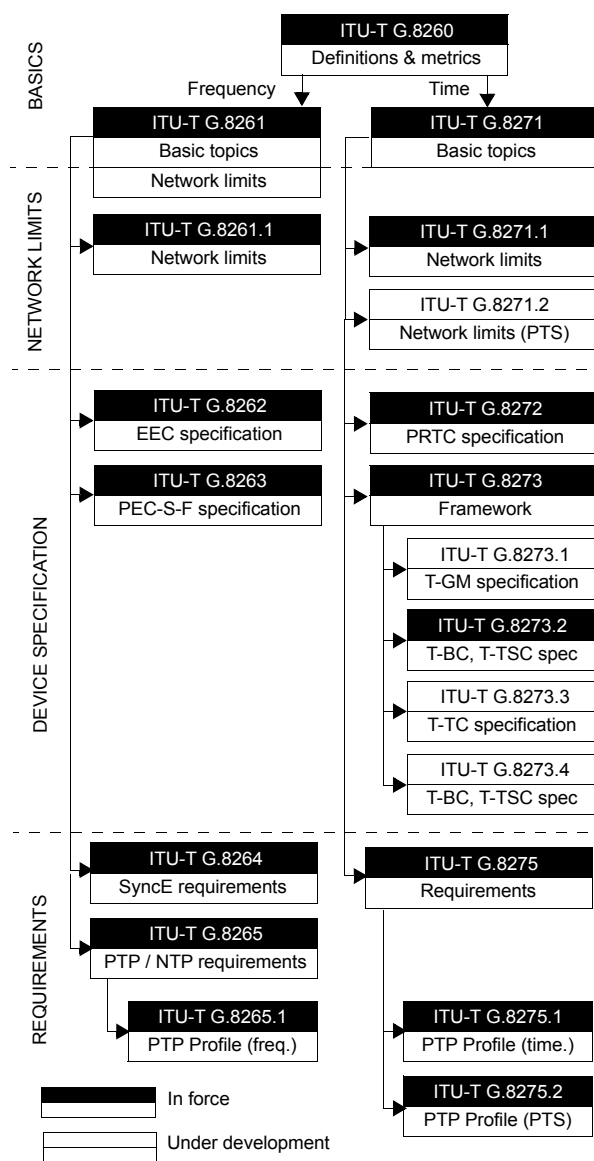 BASICS
ITU-T G.8260
Definitions & metrics
Frequency
Time
ITU-T G.8261
Basic topics
Network limits
ITU-T G.8271
Basic topics
NETWORK LIMITS
ITU-T G.8261.1
Network limits
ITU-T G.8271.1
Network limits
ITU-T G.8271.2
Network limits (PTS)
DEVICE SPECIFICATION
ITU-T G.8262
EEC specification
ITU-T G.8263
PEC-S-F specification
ITU-T G.8272
PRTC specification
ITU-T G.8273
Framework
ITU-T G.8273.1
T-GM specification
ITU-T G.8273.2
T-BC, T-TSC spec
ITU-T G.8273.3
T-TC specification
ITU-T G.8273.4
T-BC, T-TSC spec
REQUIREMENTS
ITU-T G.8264
SyncE requirements
ITU-T G.8265
PTP / NTP requirements
ITU-T G.8265.1
PTP Profile (freq.)
ITU-T G.8275
Requirements
ITU-T G.8275.1
PTP Profile (time.)
ITU-T G.8275.2
PTP Profile (PTS)
In force
Under development